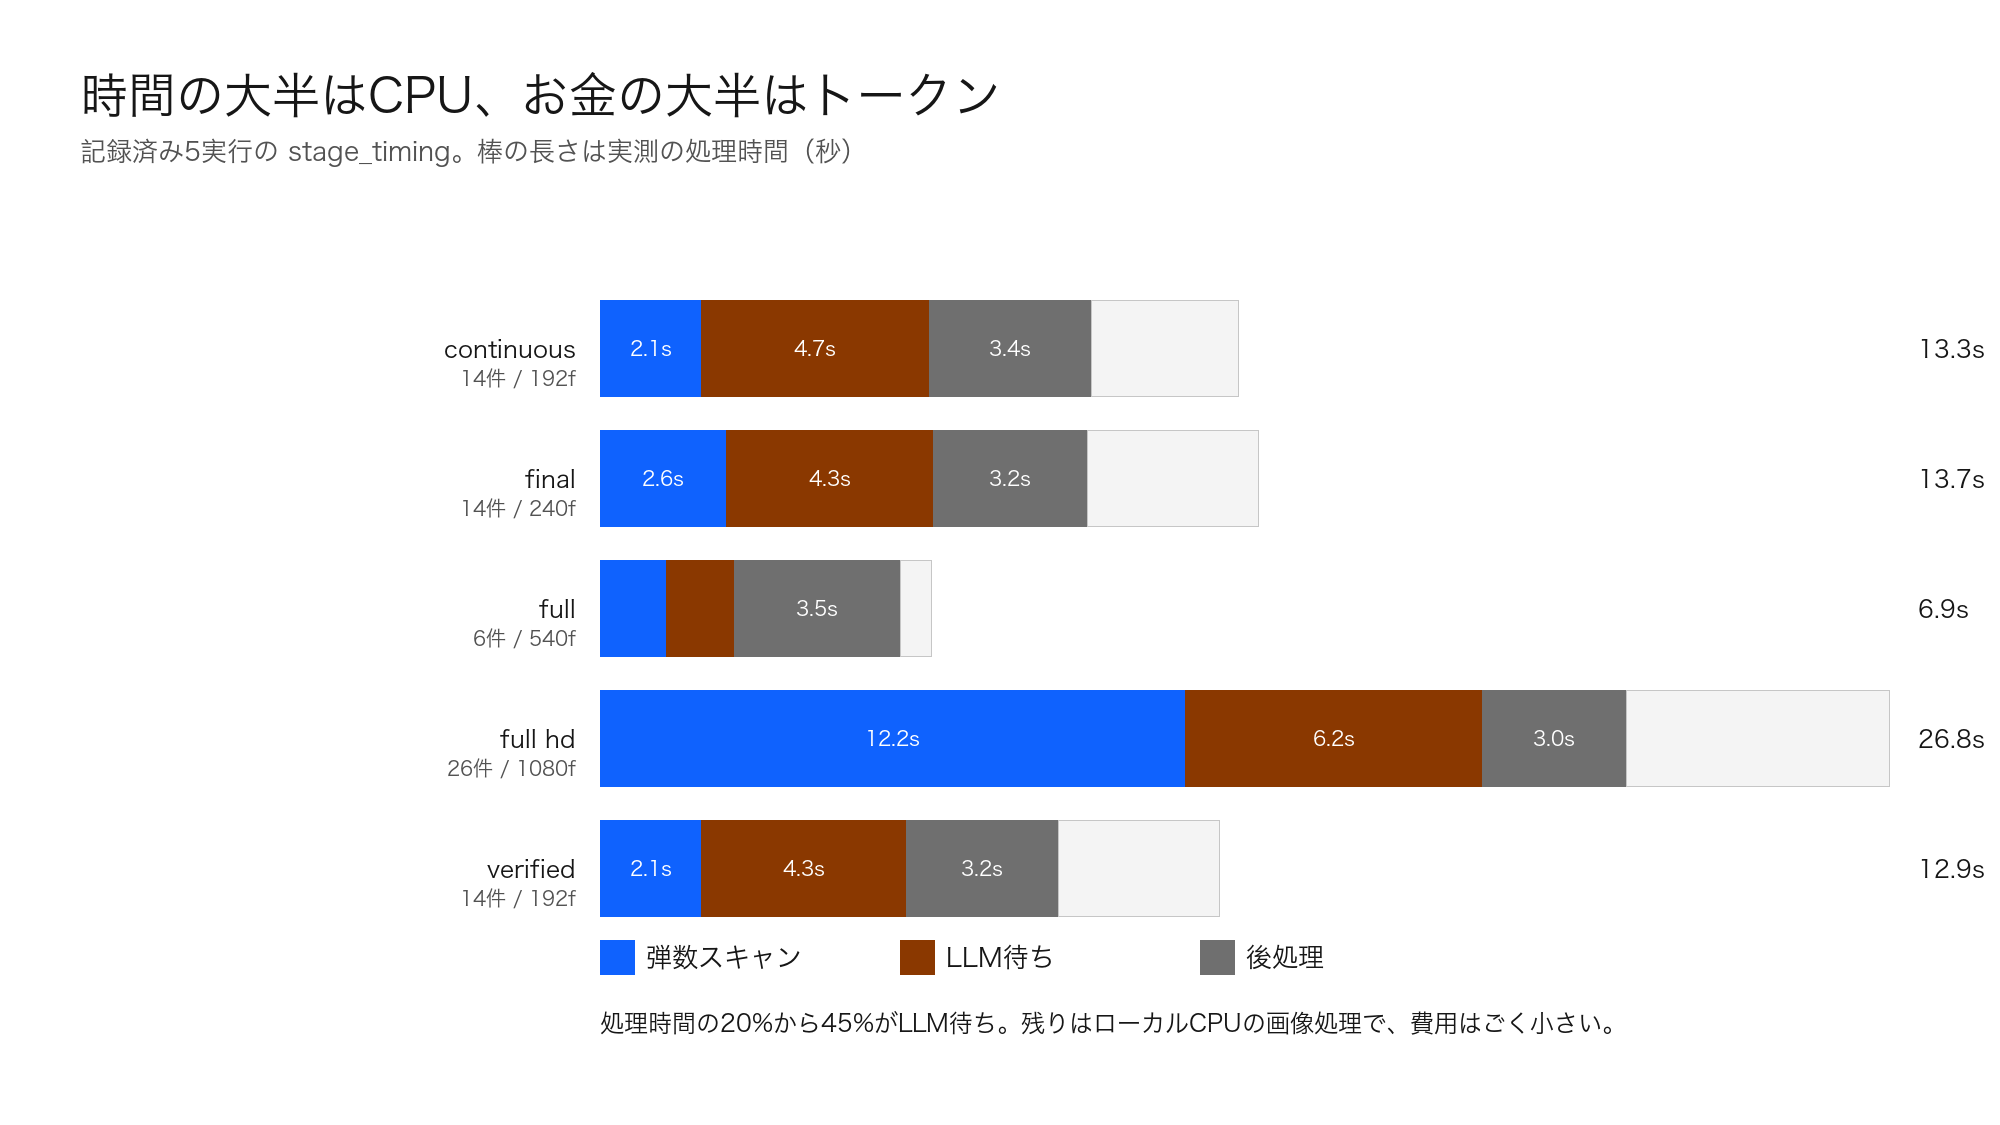 時間の大半はCPU、お金の大半はトークン
記録済み5実行の stage_timing。棒の長さは実測の処理時間（秒）
continuous
14件 / 192f
2.1s 4.7s 3.4s
13.3s
final
14件 / 240f
2.6s 4.3s 3.2s
13.7s
full
6件 / 540f
3.5s
6.9s
full hd
26件 / 1080f
12.2s 6.2s 3.0s
26.8s
verified
14件 / 192f
2.1s 4.3s 3.2s
12.9s
弾数スキャン LLM待ち 後処理
処理時間の20%から45%がLLM待ち。残りはローカルCPUの画像処理で、費用はごく小さい。